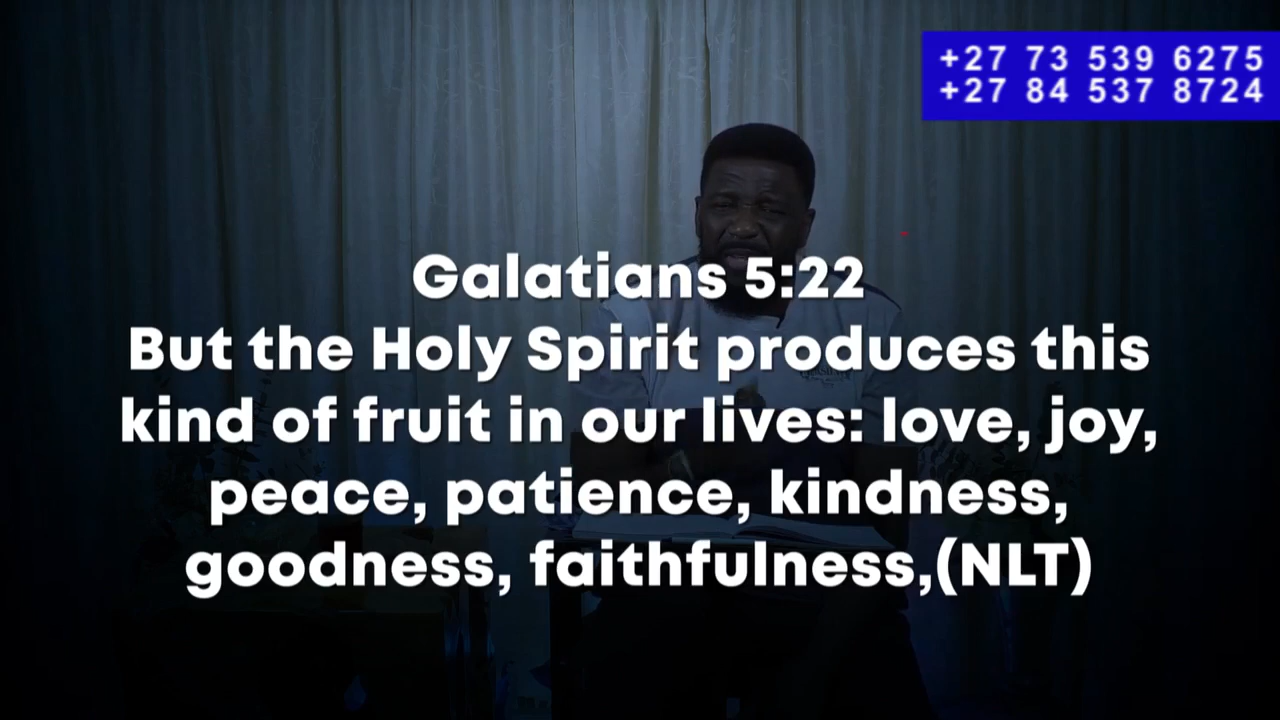 +27 73 539 6275
+27 84 537 8724
Galatians 5:22
But the Holy Spirit produces this
kind of fruit in our lives: love, joy,
peace, patience, kindness,
goodness, faithfulness,(NLT)